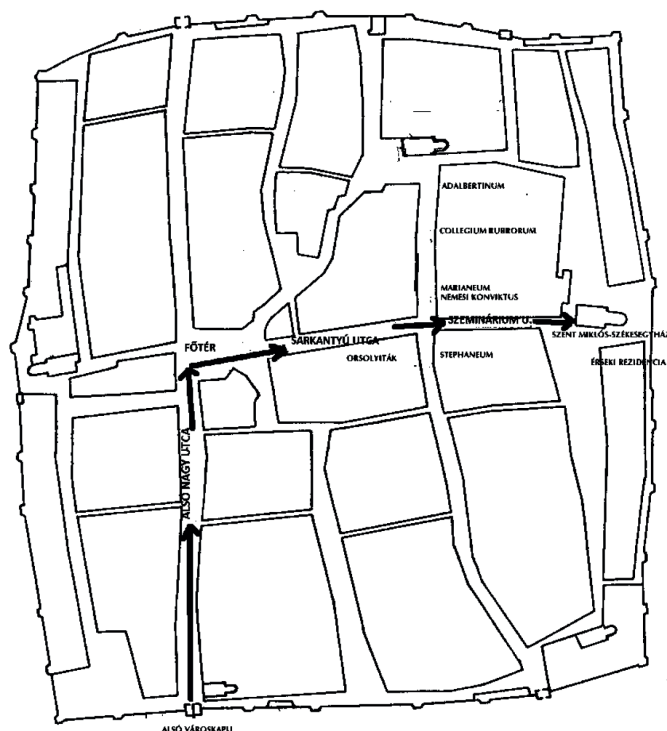 ADALBERTINUM
COLLEGIUM RUBRORUM
MARIANEUM
NEMESI KONVIKTUS
SZEMINÁRIUM U.
SZENT MIKLÓS-SZÉKESEGYHÁZ
FŐTÉR
SARKANTYÚ UTGA
ORSOLYITÁK
STEPHANEUM
ÉRSEKI REZIDENCIA
ALSÓ NAGY UTCA
ALSÓ VÁROSKAPU